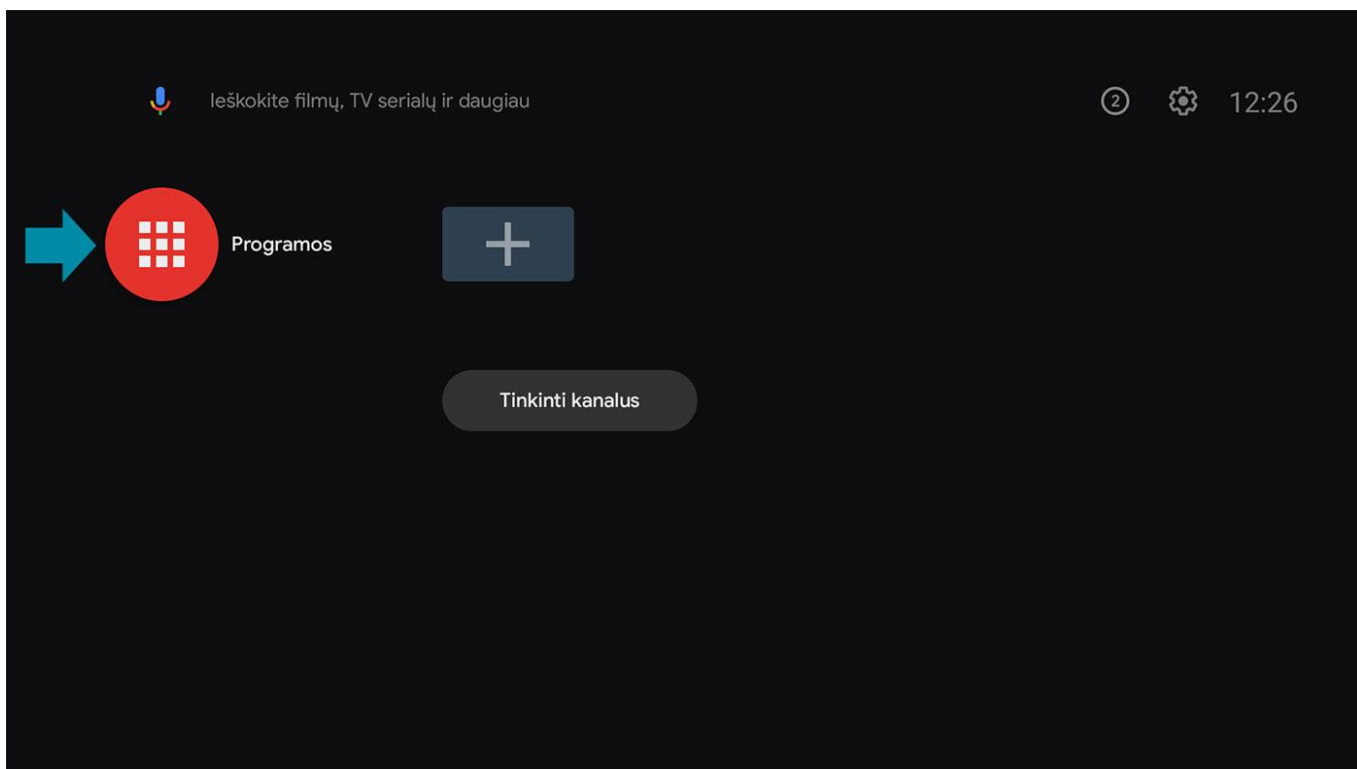 Ieškokite filmų, TV serialų ir daugiau
2
12:26
Programos
Tinkinti kanalus